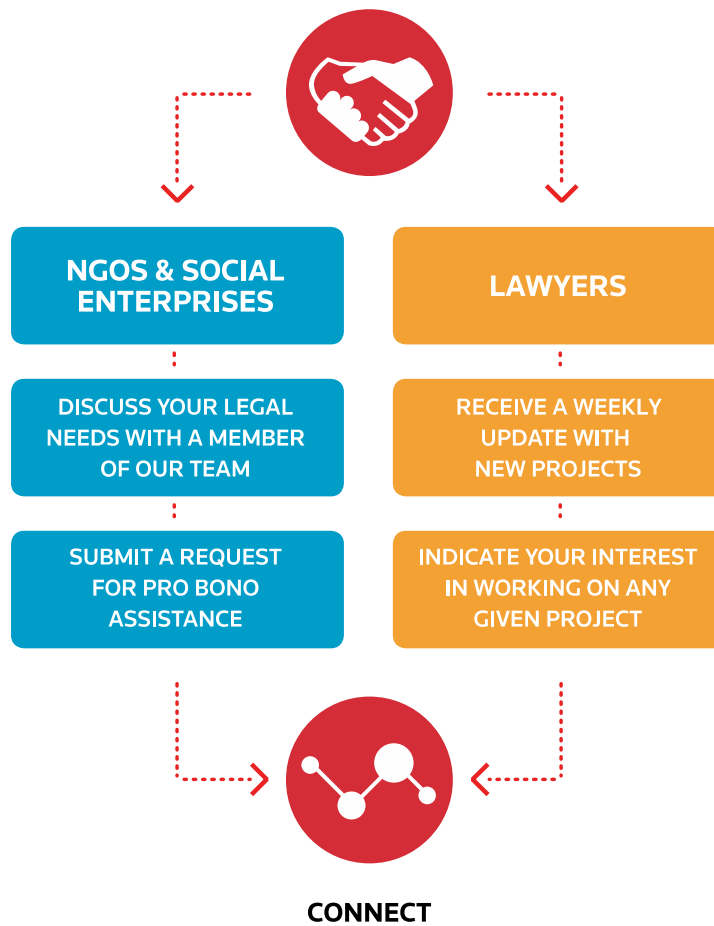 NGOS & SOCIAL
ENTERPRISES
DISCUSS YOUR LEGAL
NEEDS WITH A MEMBER
OF OUR TEAM
SUBMIT A REQUEST
FOR PRO BONO
ASSISTANCE
LAWYERS
RECEIVE A WEEKLY
UPDATE WITH
NEW PROJECTS
INDICATE YOUR INTEREST
IN WORKING ON ANY
GIVEN PROJECT
CONNECT